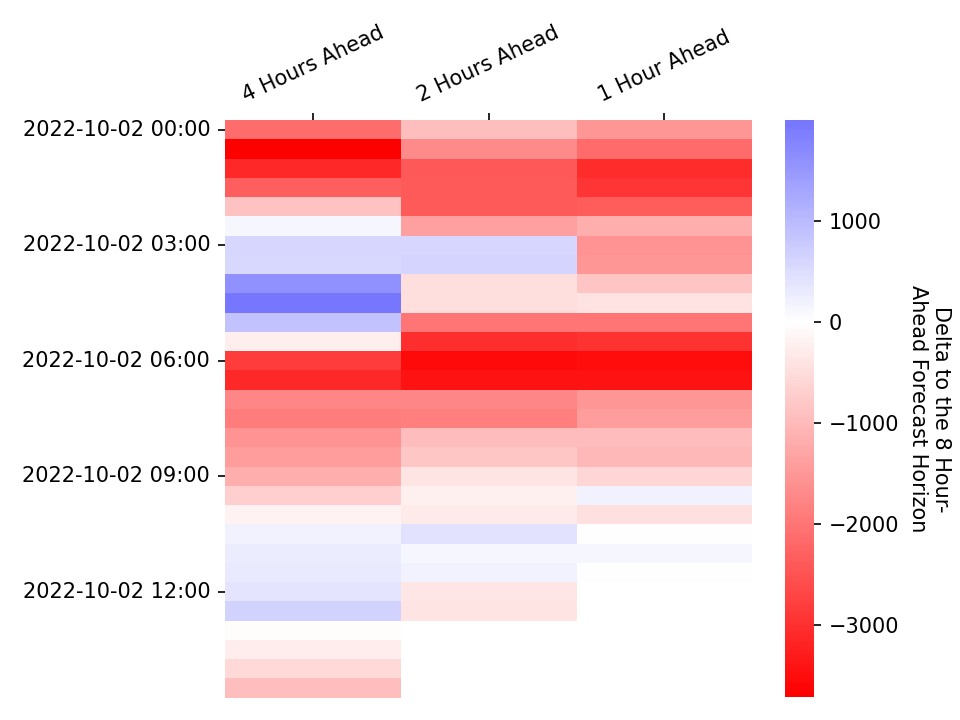 4 Hours Ahead
2 Hours Ahead
1 Hour Ahead
2022-10-02 00:00
2022-10-02 03:00
2022-10-02 06:00
2022-10-02 09:00
2022-10-02 12:00
1000
0
−1000
−2000
−3000
Delta to the 8 Hour-
Ahead Forecast Horizon